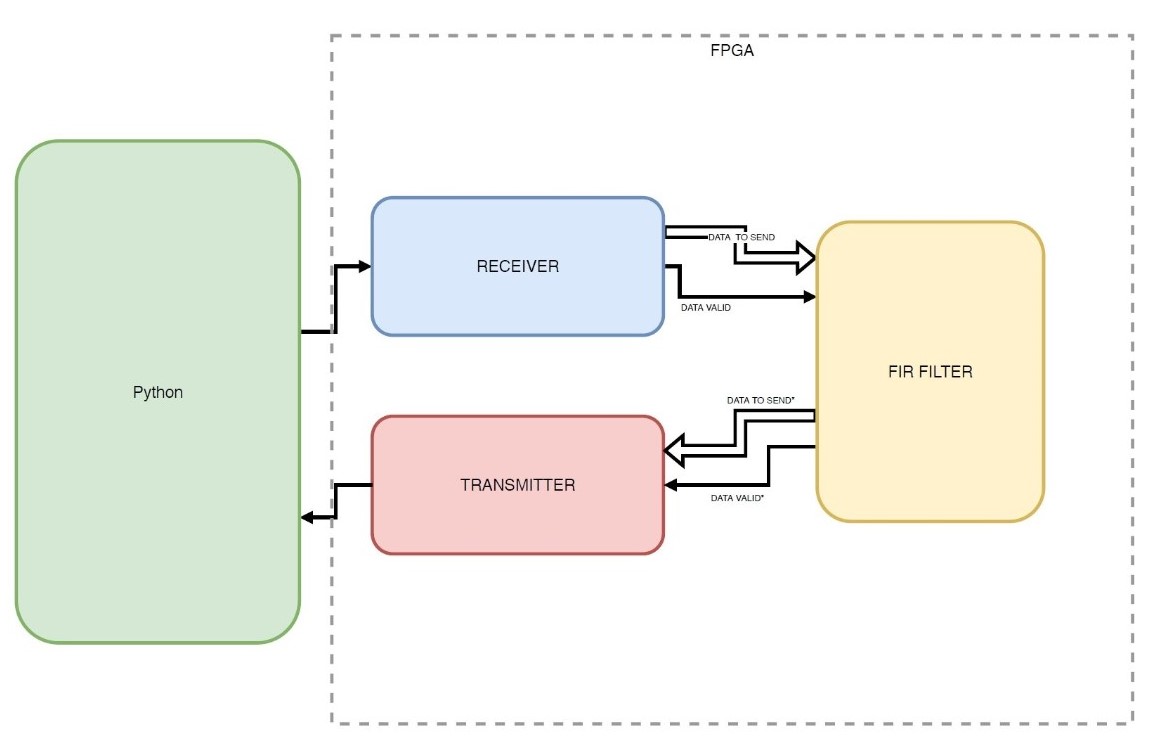 FPGA
DATA TO SEND
RECEIVER
DATA VALID
FIR FILTER
Python
DATA TO SEND*
TRANSMITTER
DATA VALID*